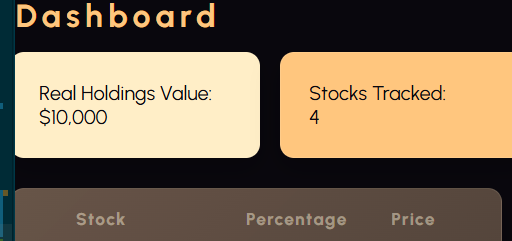 Dashboard
Real Holdings Value:
$10,000
Stocks Tracked:
4
Stock Percentage Price